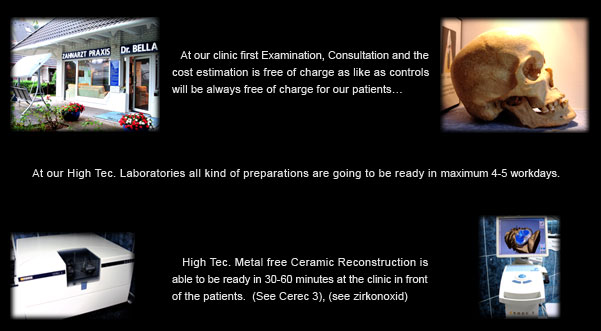 ZAHNARZT PRAXIS
Dr. BELLA
At our clinic first Examination, Consultation and the
cost estimation is free of charge as like as controls
will be always free of charge for our patients…
At our High Tec. Laboratories all kind of preparations are going to be ready in maximum 4-5 workdays.
High Tec. Metal free Ceramic Reconstruction is
able to be ready in 30-60 minutes at the clinic in front
of the patients. (See Cerec 3), (see zirkonoxid)